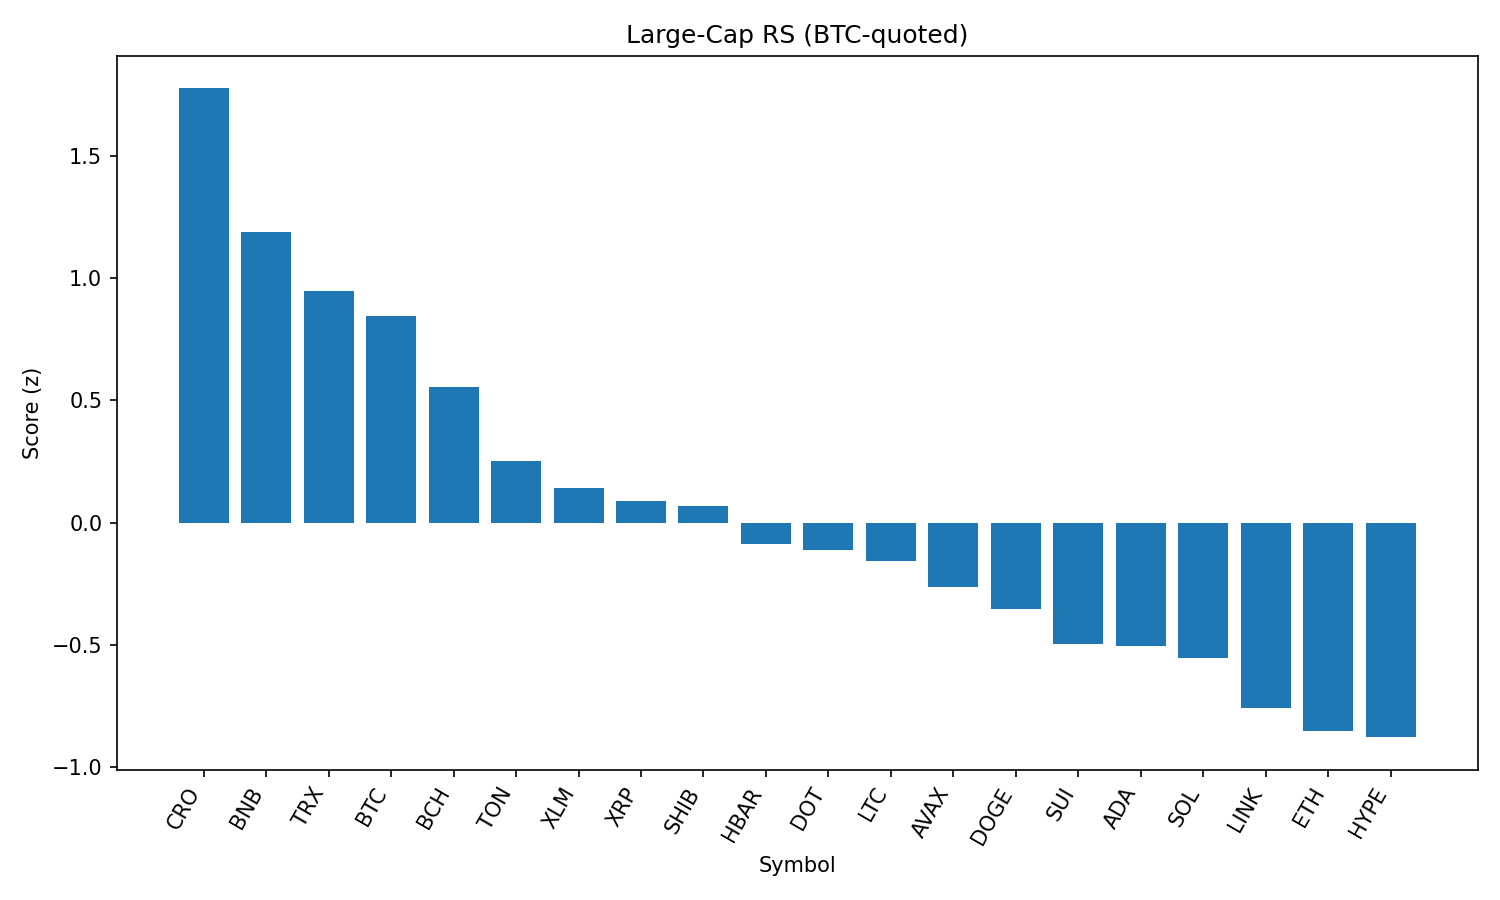 Large-Cap RS (BTC-quoted)
Score (z)
1.5
1.0
0.5
0.0
−0.5
−1.0
CRO
BNB
TRX
BTC
BCH
TON
XLM
XRP
SHIB
HBAR
DOT
LTC
AVAX
DOGE
SUI
ADA
SOL
LINK
ETH
HYPE
Symbol